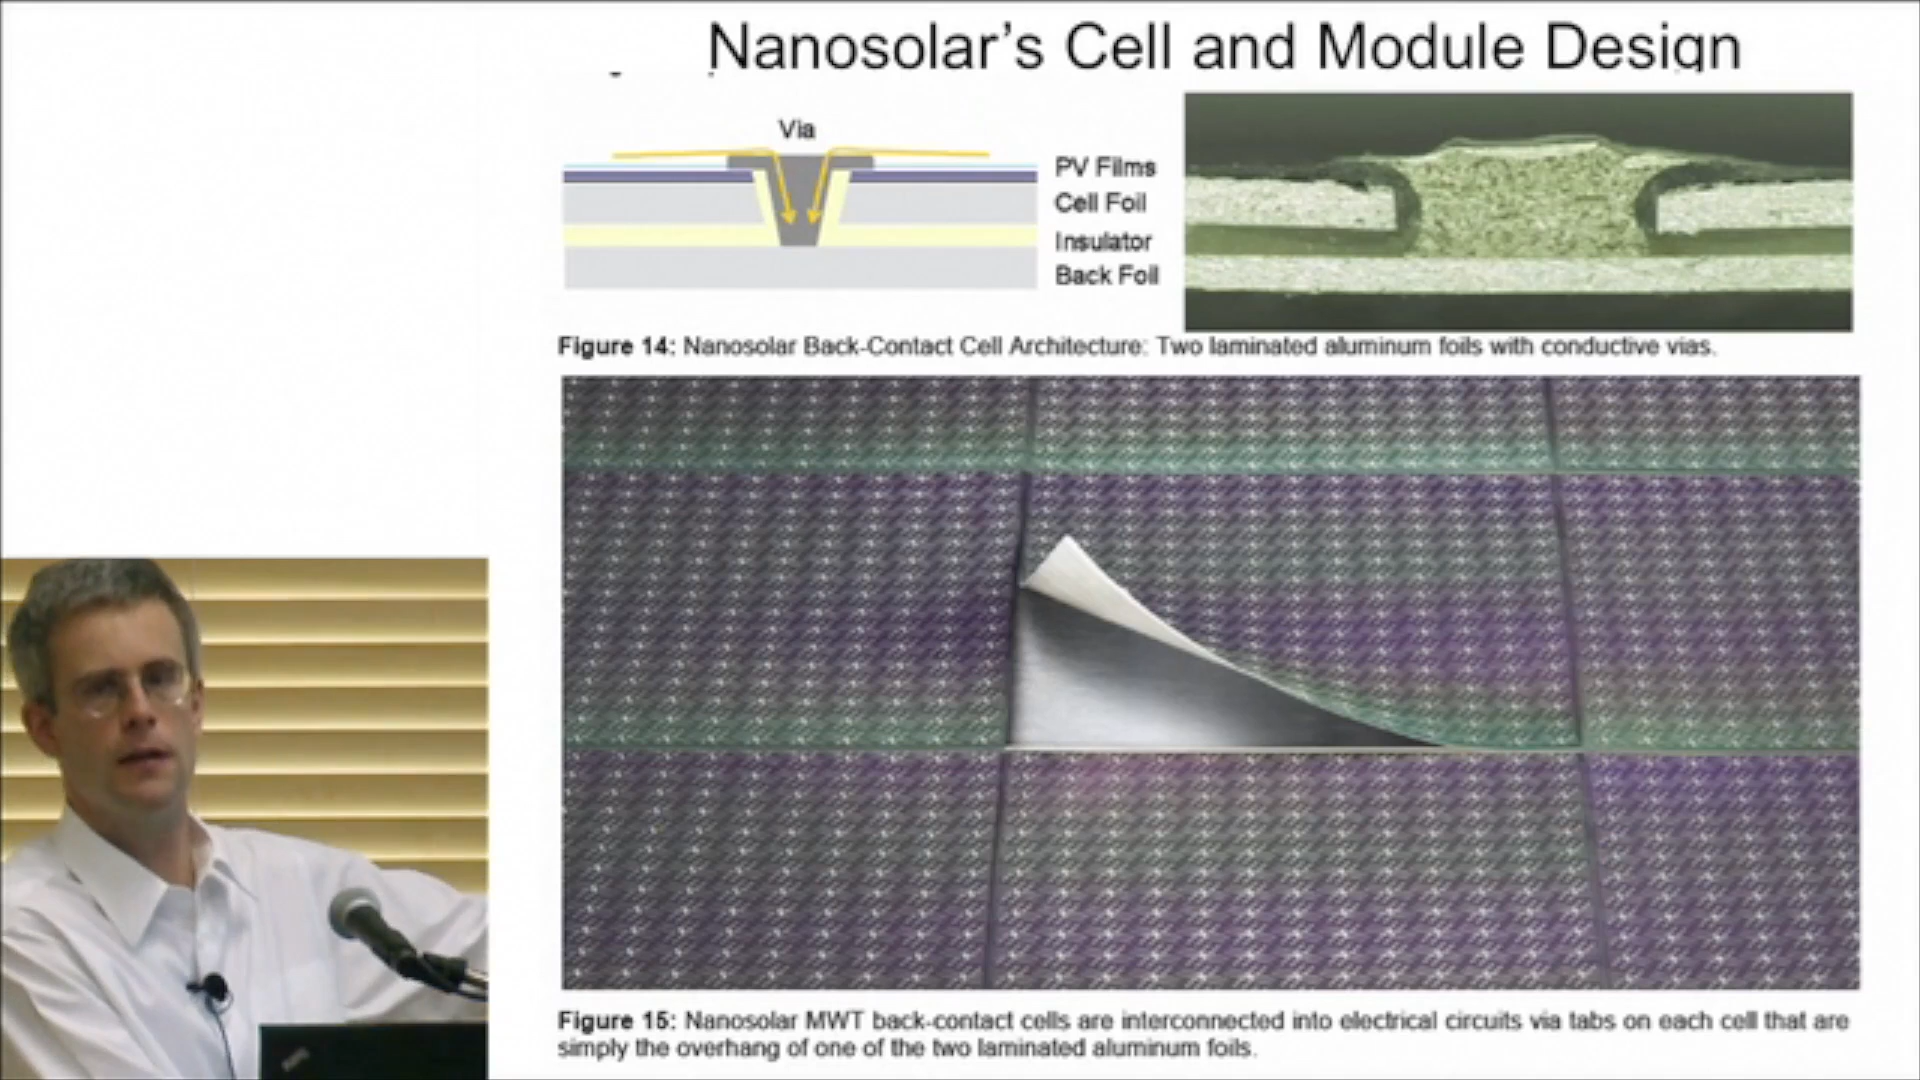 Nanosolar's Cell and Module Design
Via
PV Films
Cell Foil
Insulator
Back Foil
Figure 14: Nanosolar Back-Contact Cell Architecture: Two laminated aluminum foils with conductive vias.
Figure 15: Nanosolar MWT back-contact cells are interconnected into electrical circuits via tabs on each cell that are
simply the overhang of one of the two laminated aluminum foils.